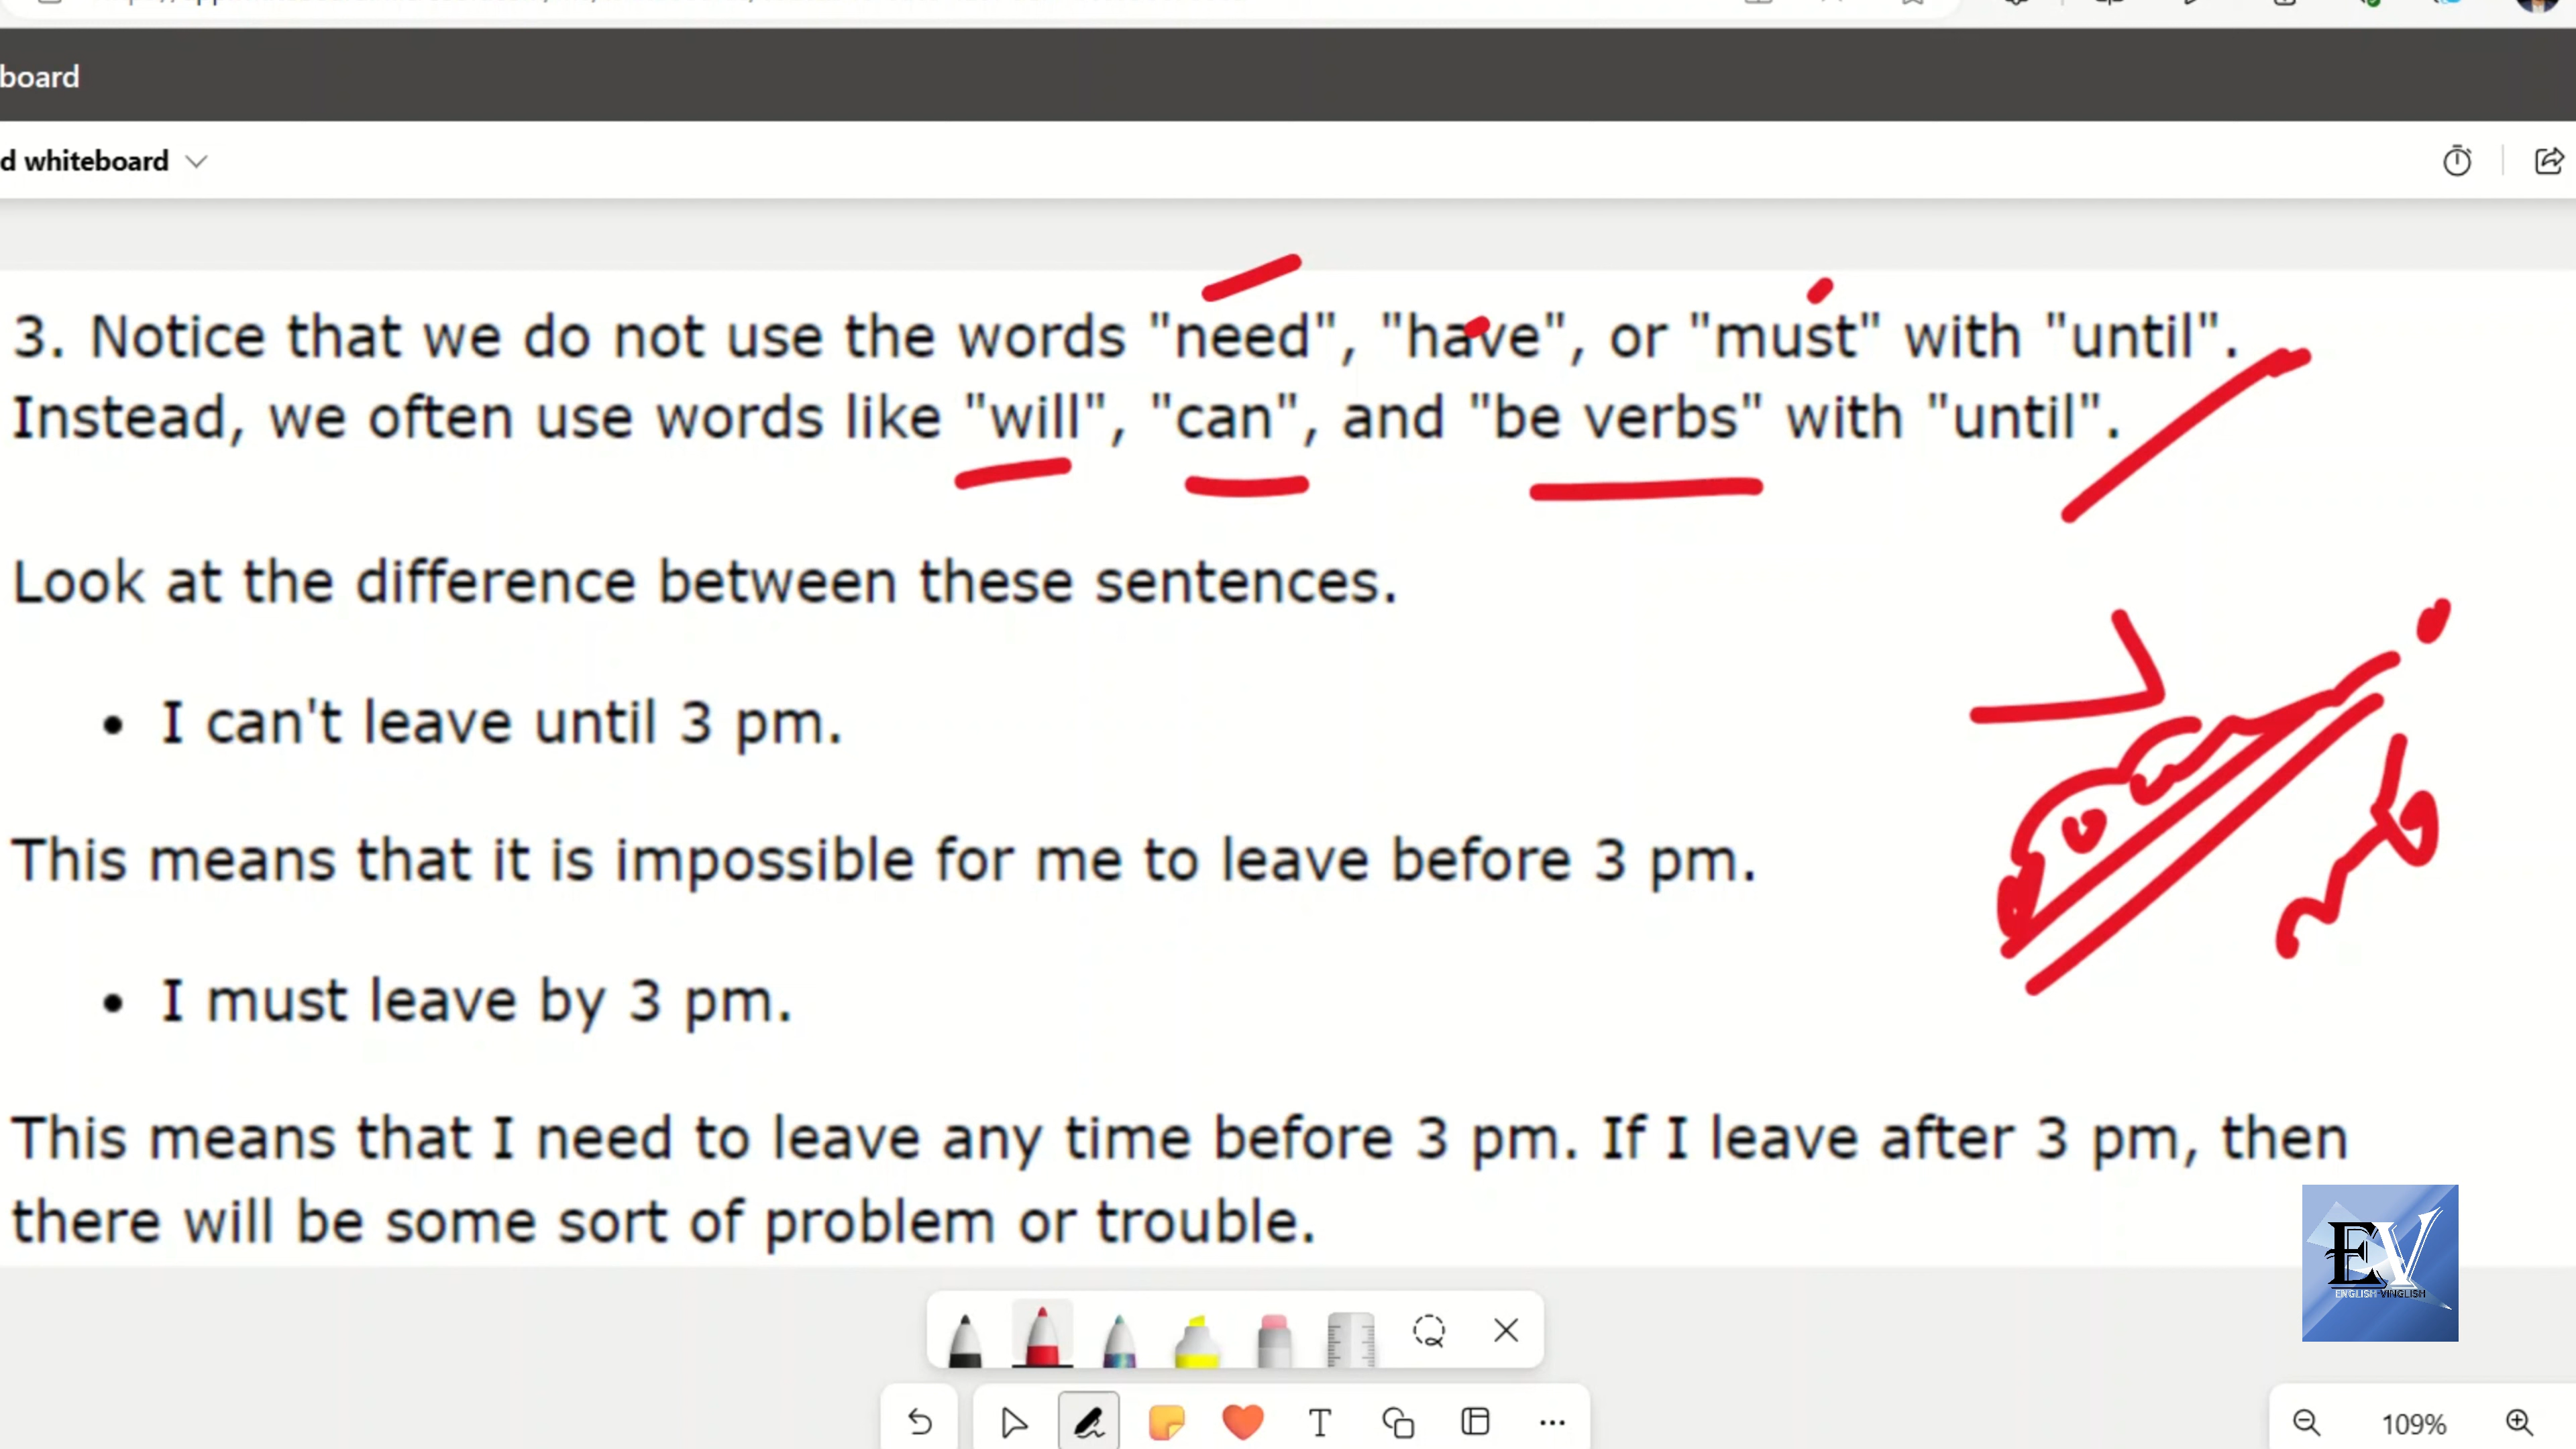 board
d whiteboard
3. Notice that we do not use the words "need", "have", or "must" with "until".
Instead, we often use words like "will", "can", and "be verbs" with "until".
Look at the difference between these sentences.
• I can't leave until 3 pm.
This means that it is impossible for me to leave before 3 pm.
• I must leave by 3 pm.
This means that I need to leave any time before 3 pm. If I leave after 3 pm, then
there will be some sort of problem or trouble.
EV
ENGLISH VINGLISH
109%